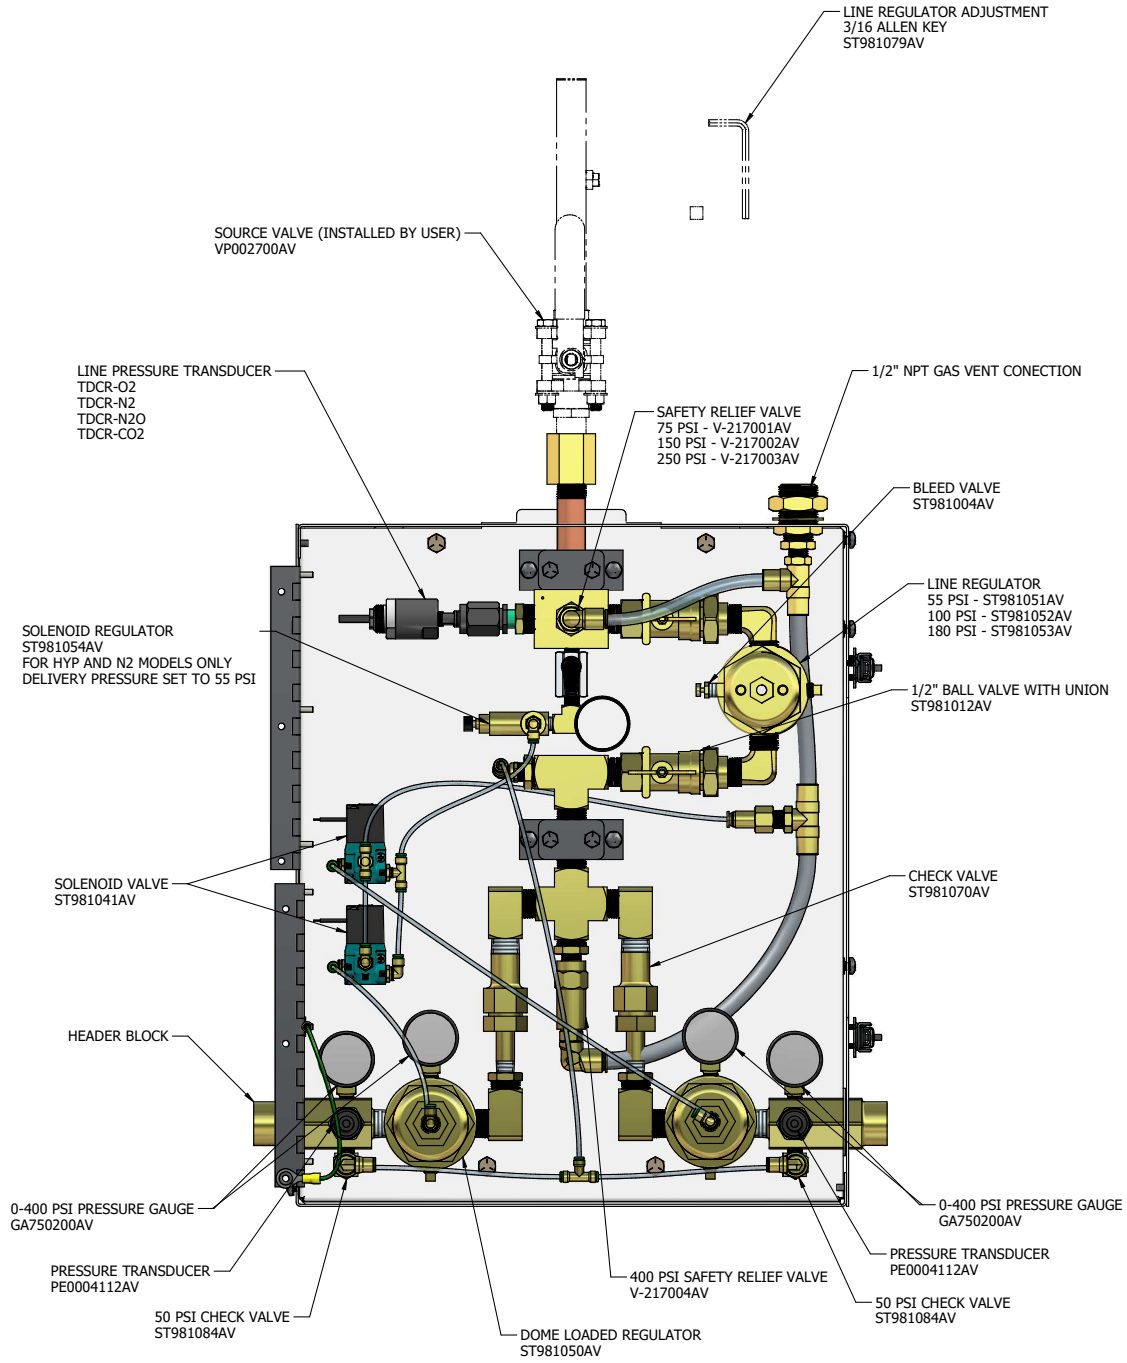 LINE REGULATOR ADJUSTMENT
3/16 ALLEN KEY
ST981079AV
SOURCE VALVE (INSTALLED BY USER)
VP002700AV
LINE PRESSURE TRANSDUCER
TDCR-O2
TDCR-N2
TDCR-N2O
TDCR-CO2
1/2" NPT GAS VENT CONECTION
SAFETY RELIEF VALVE
75 PSI - V-217001AV
150 PSI - V-217002AV
250 PSI - V-217003AV
BLEED VALVE
ST981004AV
LINE REGULATOR
55 PSI - ST981051AV
100 PSI - ST981052AV
180 PSI - ST981053AV
SOLENOID REGULATOR
ST981054AV
FOR HYP AND N2 MODELS ONLY
DELIVERY PRESSURE SET TO 55 PSI
1/2" BALL VALVE WITH UNION
ST981012AV
SOLENOID VALVE
ST981041AV
CHECK VALVE
ST981070AV
HEADER BLOCK
0-400 PSI PRESSURE GAUGE
GA750200AV
0-400 PSI PRESSURE GAUGE
GA750200AV
PRESSURE TRANSDUCER
PE0004112AV
PRESSURE TRANSDUCER
PE0004112AV
400 PSI SAFETY RELIEF VALVE
V-217004AV
50 PSI CHECK VALVE
ST981084AV
50 PSI CHECK VALVE
ST981084AV
DOME LOADED REGULATOR
ST981050AV